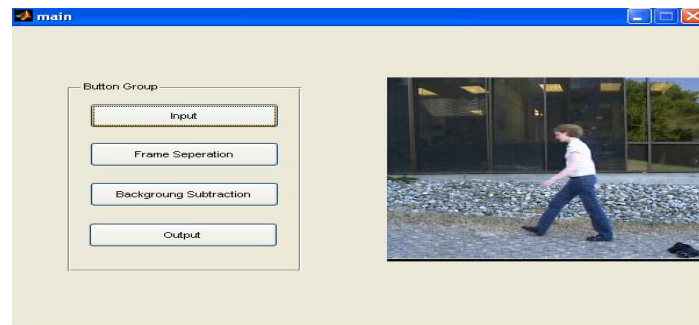 main
Button Group
Input
Frame Seperation
Backgroung Subtraction
Output